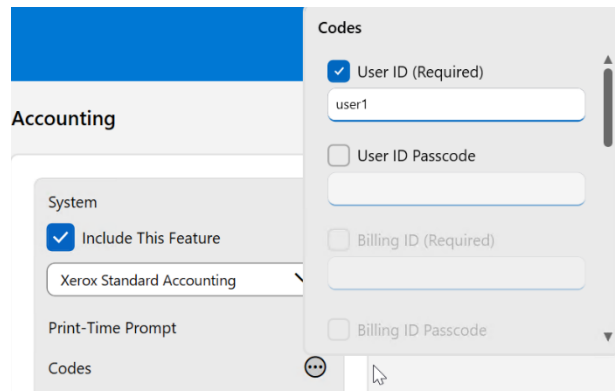 Accounting
System
Include This Feature
Xerox Standard Accounting
Print-Time Prompt
Codes
Codes
User ID (Required)
user1
User ID Passcode
Billing ID (Required)
Billing ID Passcode